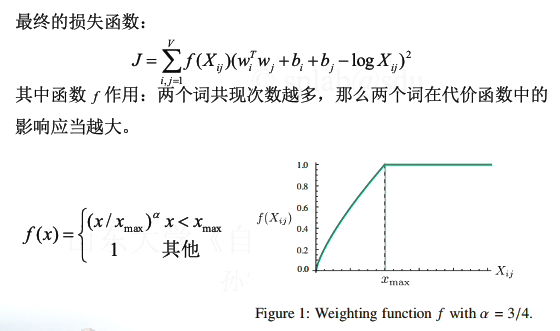 最终的损失函数：
J = \sum_{i,j=1}^{V} f(X_{ij})(w_i^T w_j + b_i + b_j - \log X_{ij})^2
其中函数 f 作用：两个词共现次数越多，那么两个词在代价函数中的
影响应当越大。
f(x) = \begin{cases} (x/x_{max})^α & x < x_{max} \\ 1 & 其他 \end{cases}
1.0
0.8
0.6
f(X_{ij})
0.4
0.2
0.0
x_{max}
X_{ij}
Figure 1: Weighting function f with α = 3/4.